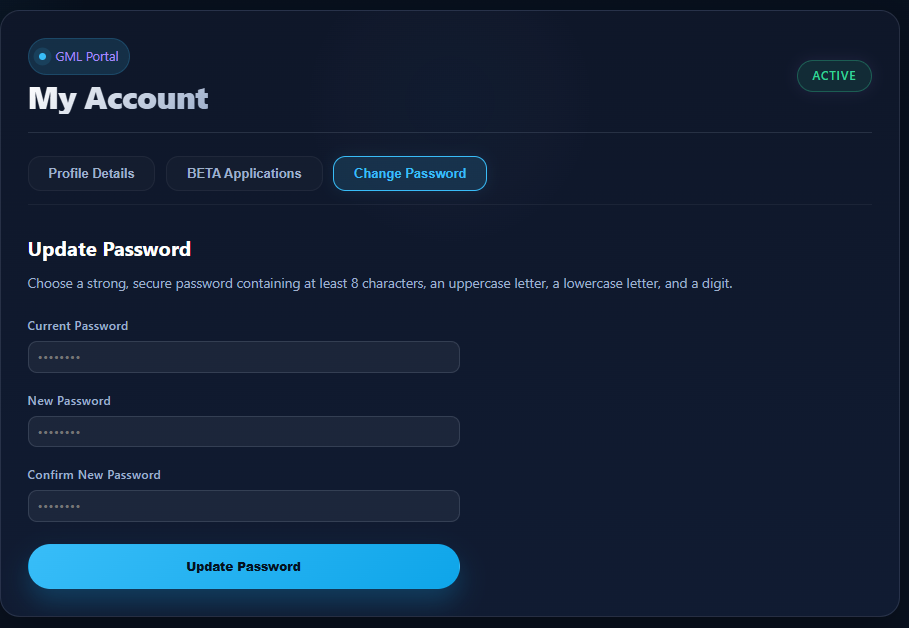 GML Portal
My Account
ACTIVE
Profile Details
BETA Applications
Change Password
Update Password
Choose a strong, secure password containing at least 8 characters, an uppercase letter, a lowercase letter, and a digit.
Current Password
••••••••
New Password
••••••••
Confirm New Password
••••••••
Update Password